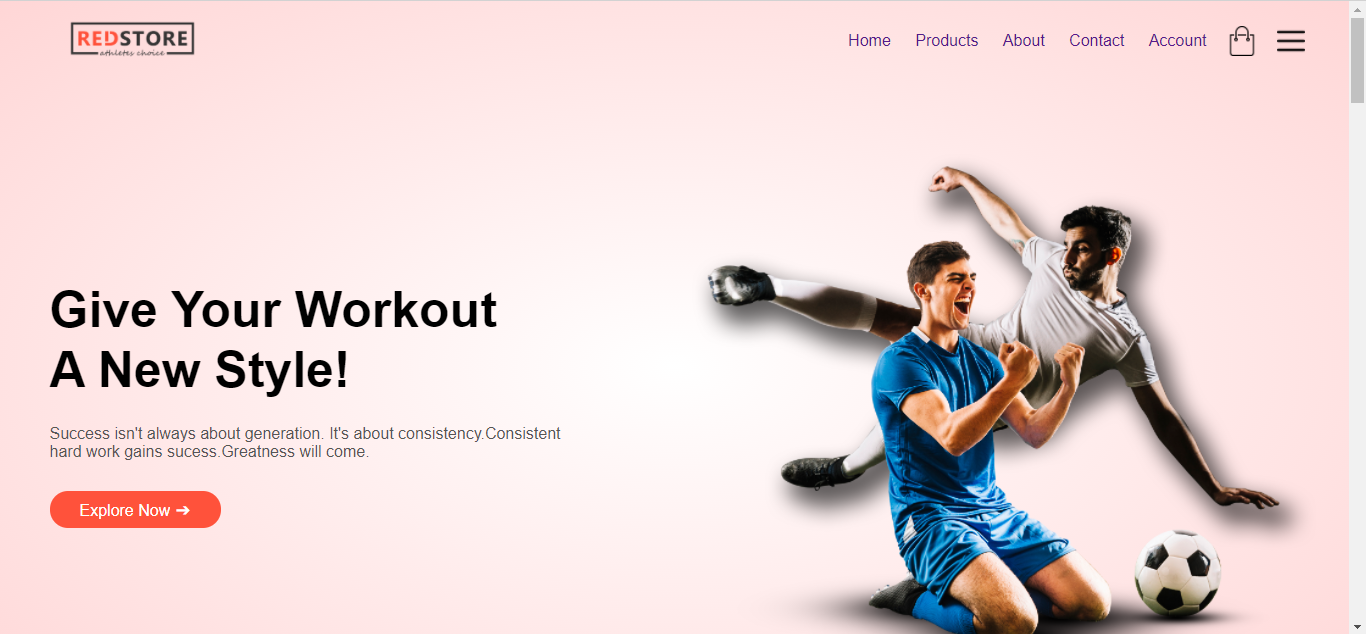 REDSTORE
athletes choice
Home Products About Contact Account
Give Your Workout
A New Style!
Success isn't always about generation. It's about consistency.Consistent
hard work gains sucess.Greatness will come.
Explore Now ➔